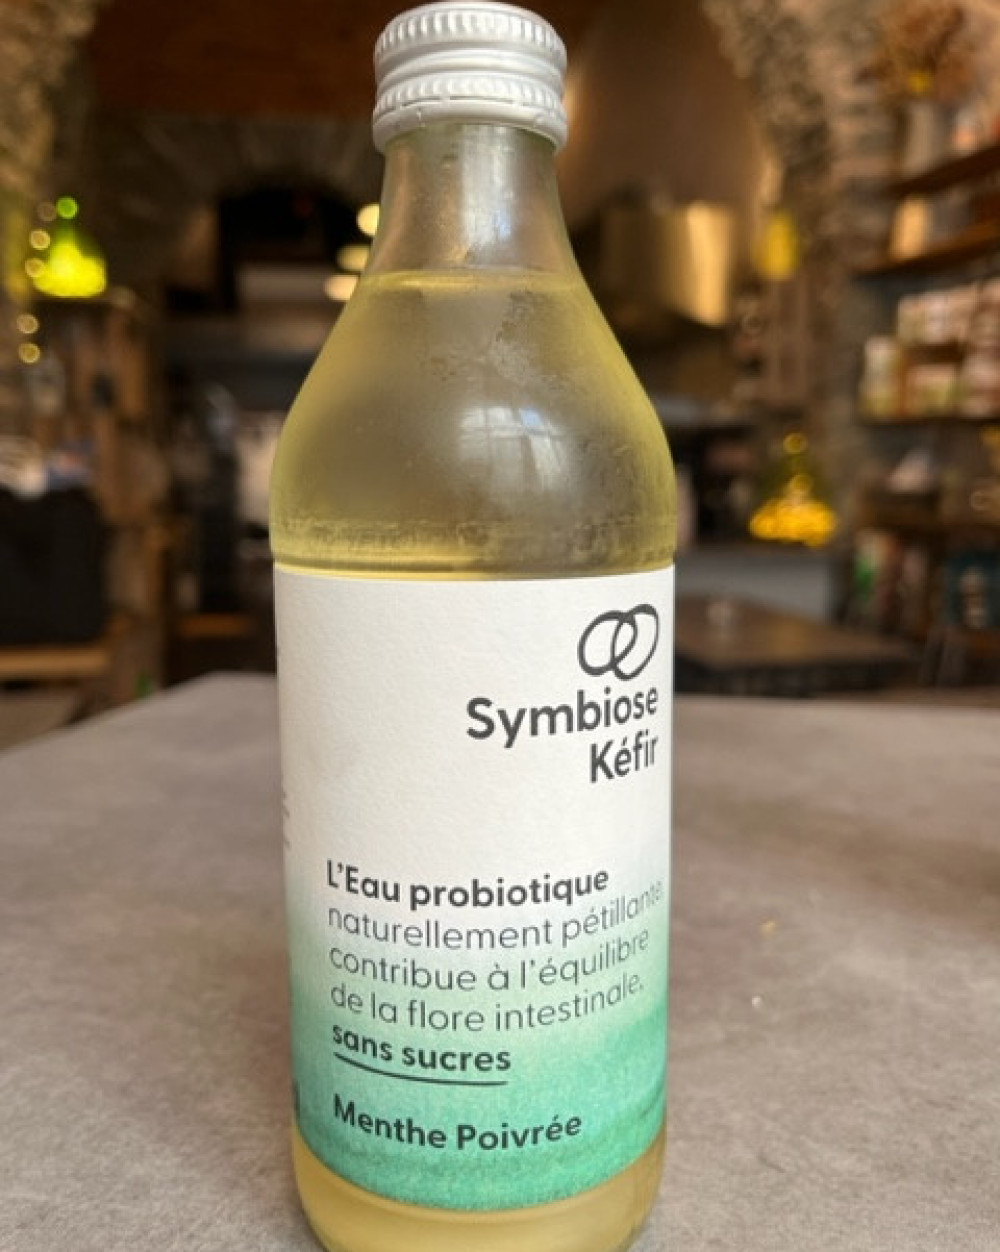 Symbiose
Kéfir
L'Eau probiotique
naturellement pétillante
contribue à l'équilibre
de la flore intestinale.
sans sucres
Menthe Poivrée